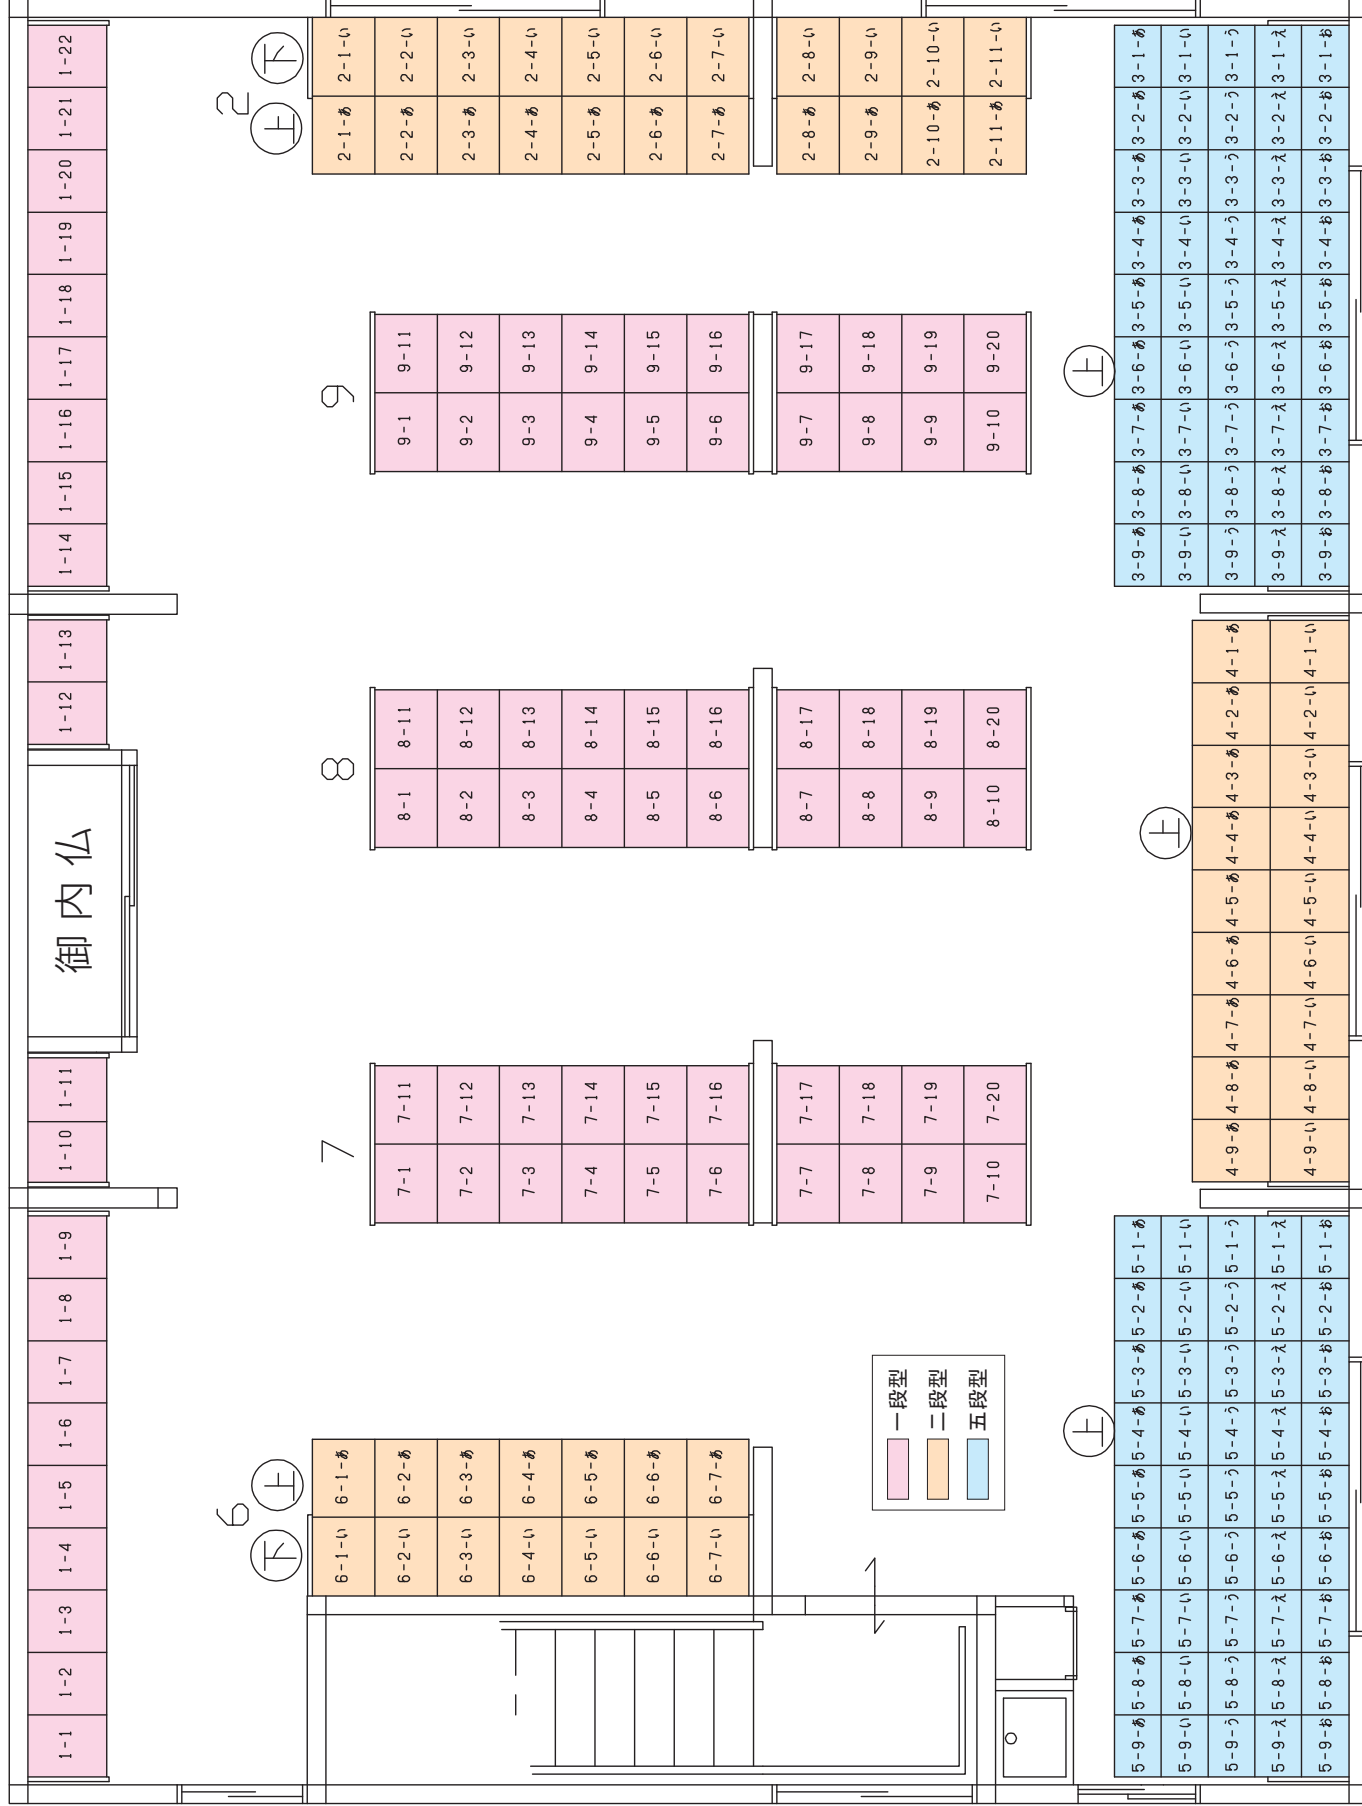 1-1 1-2 1-3 1-4 1-5 1-6 1-7 1-8 1-9 1-10 1-11 御内仏 1-12 1-13 1-14 1-15 1-16 1-17 1-18 1-19 1-20 1-21 1-22
6
下 上
6-1-い 6-1-あ
6-2-い 6-2-あ
6-3-い 6-3-あ
6-4-い 6-4-あ
6-5-い 6-5-あ
6-6-い 6-6-あ
6-7-い 6-7-あ
7
7-1 7-11
7-2 7-12
7-3 7-13
7-4 7-14
7-5 7-15
7-6 7-16
7-7 7-17
7-8 7-18
7-9 7-19
7-10 7-20
8
8-1 8-11
8-2 8-12
8-3 8-13
8-4 8-14
8-5 8-15
8-6 8-16
8-7 8-17
8-8 8-18
8-9 8-19
8-10 8-20
9
9-1 9-11
9-2 9-12
9-3 9-13
9-4 9-14
9-5 9-15
9-6 9-16
9-7 9-17
9-8 9-18
9-9 9-19
9-10 9-20
2
上 下
2-1-あ 2-1-い
2-2-あ 2-2-い
2-3-あ 2-3-い
2-4-あ 2-4-い
2-5-あ 2-5-い
2-6-あ 2-6-い
2-7-あ 2-7-い
2-8-あ 2-8-い
2-9-あ 2-9-い
2-10-あ 2-10-い
2-11-あ 2-11-い
一段型
二段型
五段型
上
5-9-あ 5-8-あ 5-7-あ 5-6-あ 5-5-あ 5-4-あ 5-3-あ 5-2-あ 5-1-あ
5-9-い 5-8-い 5-7-い 5-6-い 5-5-い 5-4-い 5-3-い 5-2-い 5-1-い
5-9-う 5-8-う 5-7-う 5-6-う 5-5-う 5-4-う 5-3-う 5-2-う 5-1-う
5-9-え 5-8-え 5-7-え 5-6-え 5-5-え 5-4-え 5-3-え 5-2-え 5-1-え
5-9-お 5-8-お 5-7-お 5-6-お 5-5-お 5-4-お 5-3-お 5-2-お 5-1-お
上
4-9-あ 4-8-あ 4-7-あ 4-6-あ 4-5-あ 4-4-あ 4-3-あ 4-2-あ 4-1-あ
4-9-い 4-8-い 4-7-い 4-6-い 4-5-い 4-4-い 4-3-い 4-2-い 4-1-い
上
3-9-あ 3-8-あ 3-7-あ 3-6-あ 3-5-あ 3-4-あ 3-3-あ 3-2-あ 3-1-あ
3-9-い 3-8-い 3-7-い 3-6-い 3-5-い 3-4-い 3-3-い 3-2-い 3-1-い
3-9-う 3-8-う 3-7-う 3-6-う 3-5-う 3-4-う 3-3-う 3-2-う 3-1-う
3-9-え 3-8-え 3-7-え 3-6-え 3-5-え 3-4-え 3-3-え 3-2-え 3-1-え
3-9-お 3-8-お 3-7-お 3-6-お 3-5-お 3-4-お 3-3-お 3-2-お 3-1-お